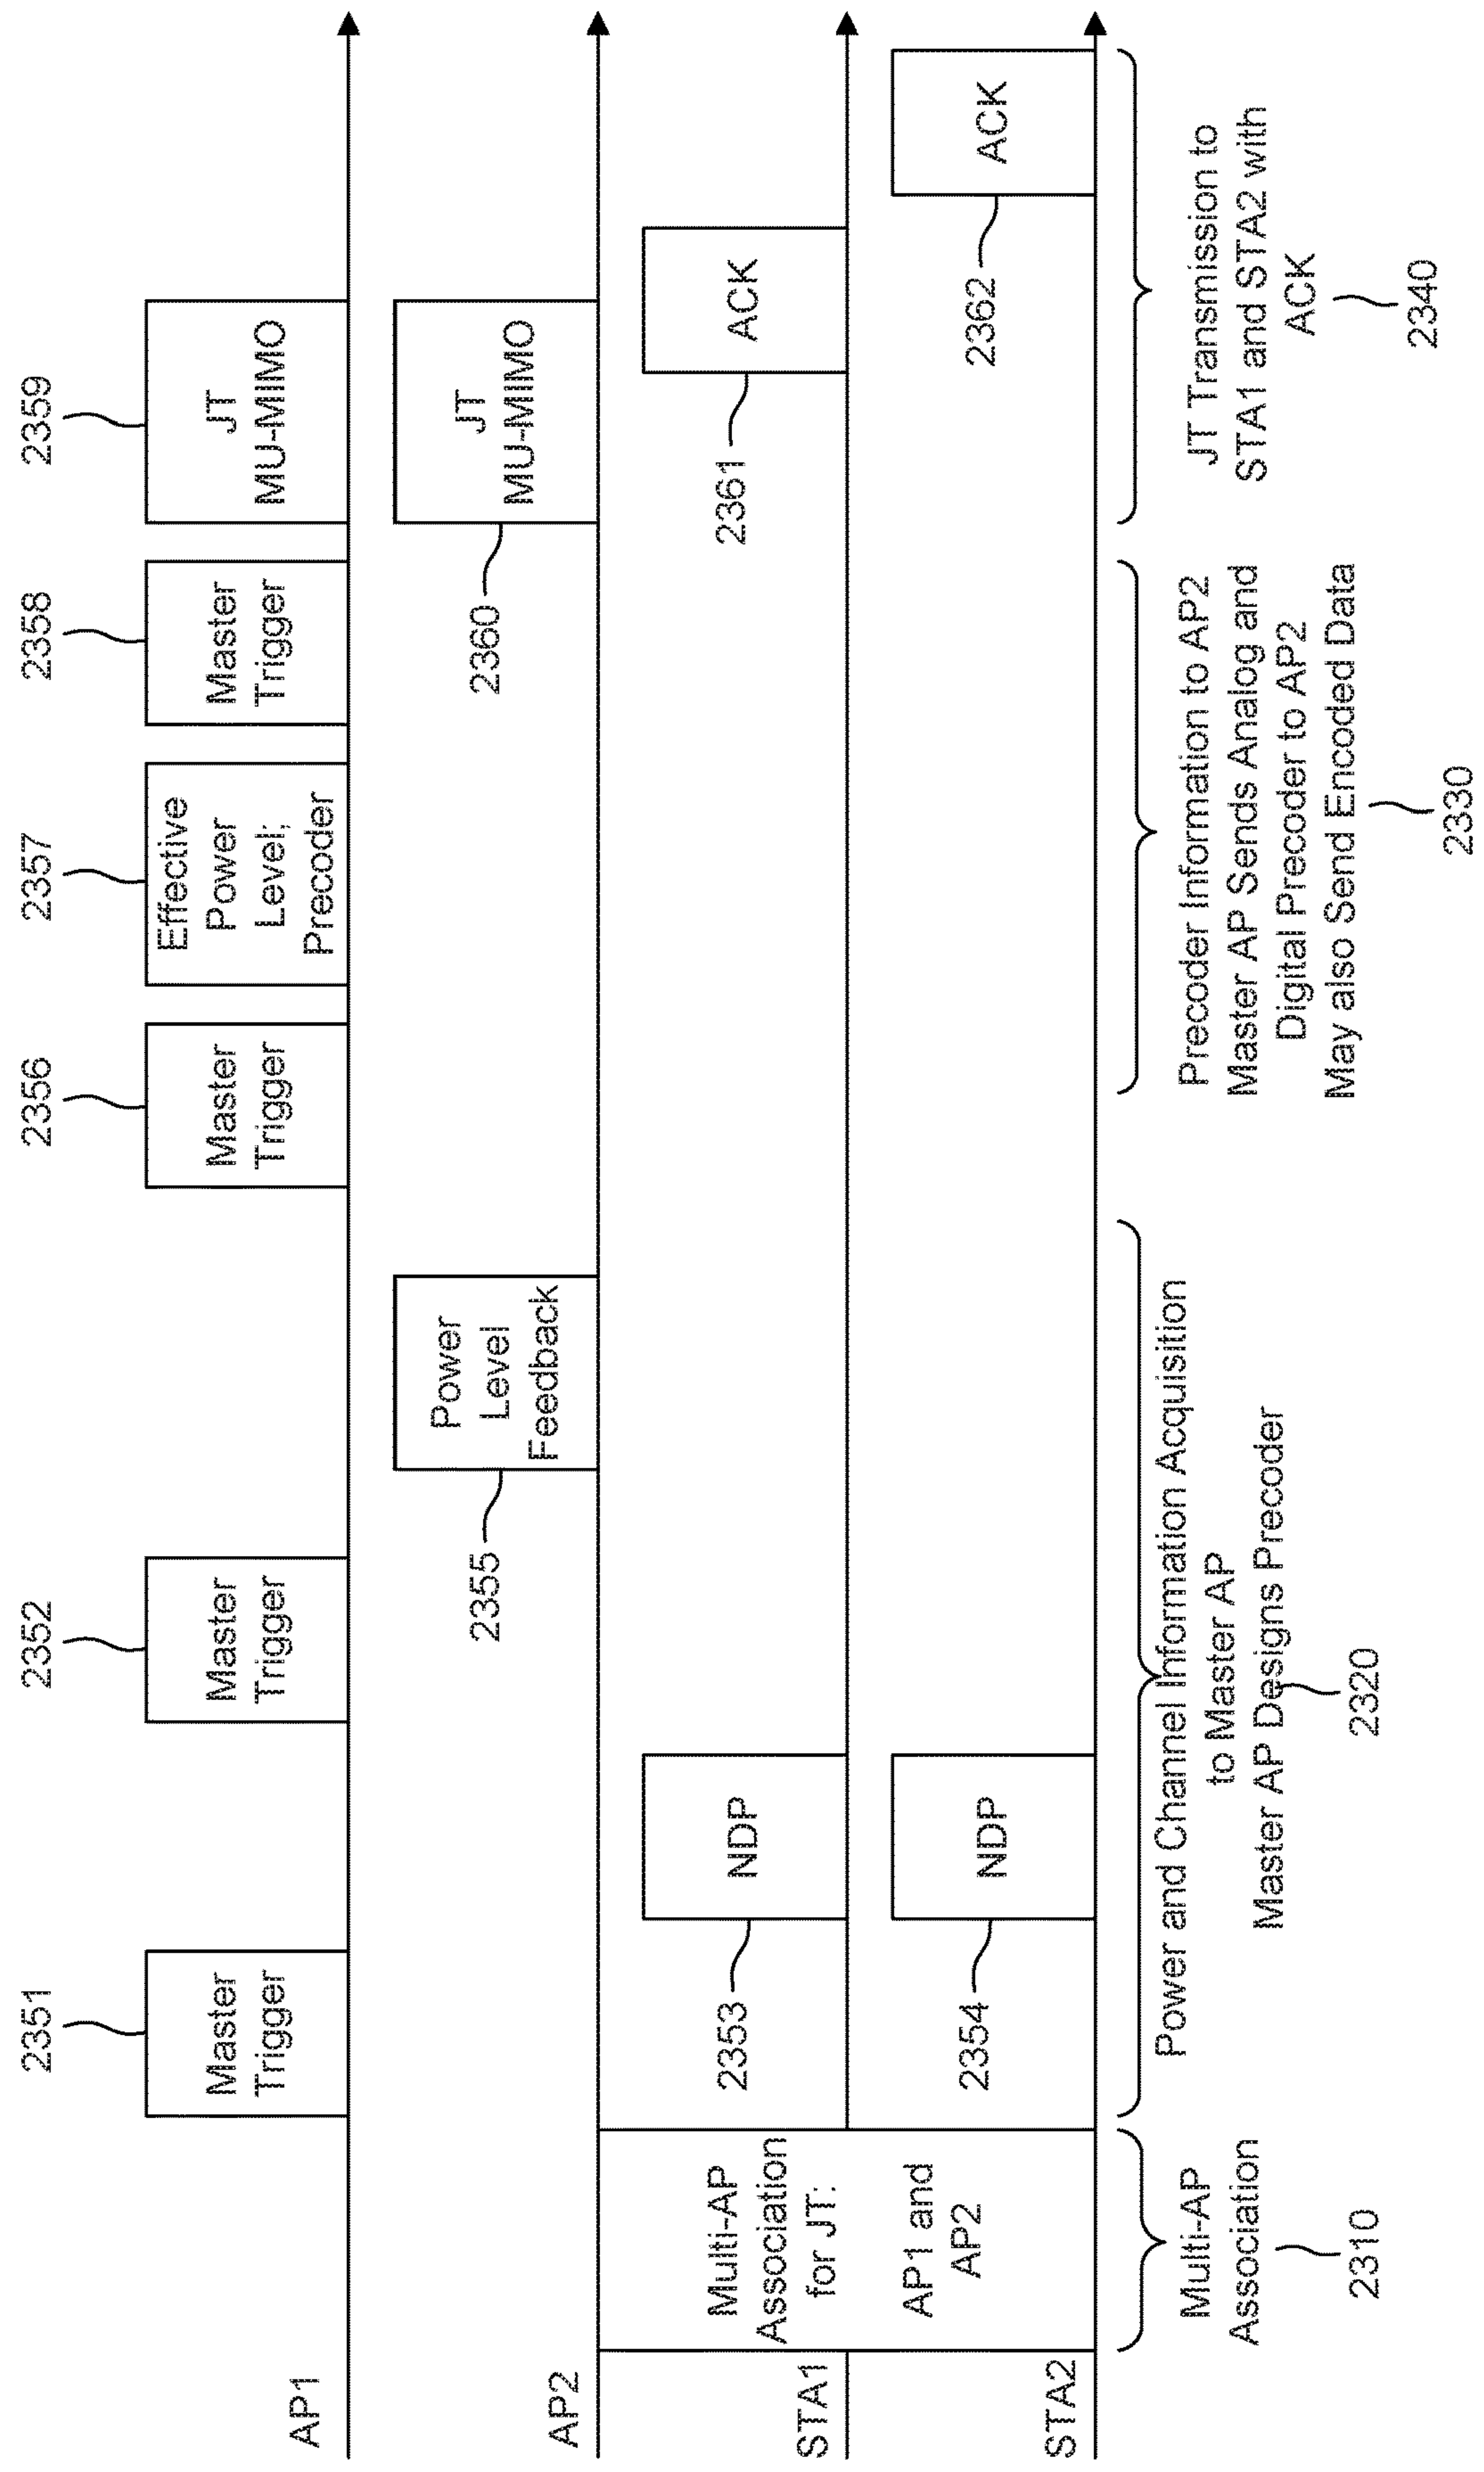 AP1
2351
Master
Trigger
2352
Master
Trigger
2356
Master
Trigger
2357
Effective
Power
Level;
Precoder
2358
Master
Trigger
2359
JT
MU-MIMO
AP2
2355
Power
Level
Feedback
2360
JT
MU-MIMO
STA1
STA2
Multi-AP
Association
for JT:
AP1 and
AP2
2353
NDP
2361
ACK
2354
NDP
2362
ACK
Multi-AP
Association
2310
Power and Channel Information Acquisition
to Master AP
Master AP Designs Precoder
2320
Precoder Information to AP2
Master AP Sends Analog and
Digital Precoder to AP2
May also Send Encoded Data
2330
JT Transmission to
STA1 and STA2 with
ACK
2340